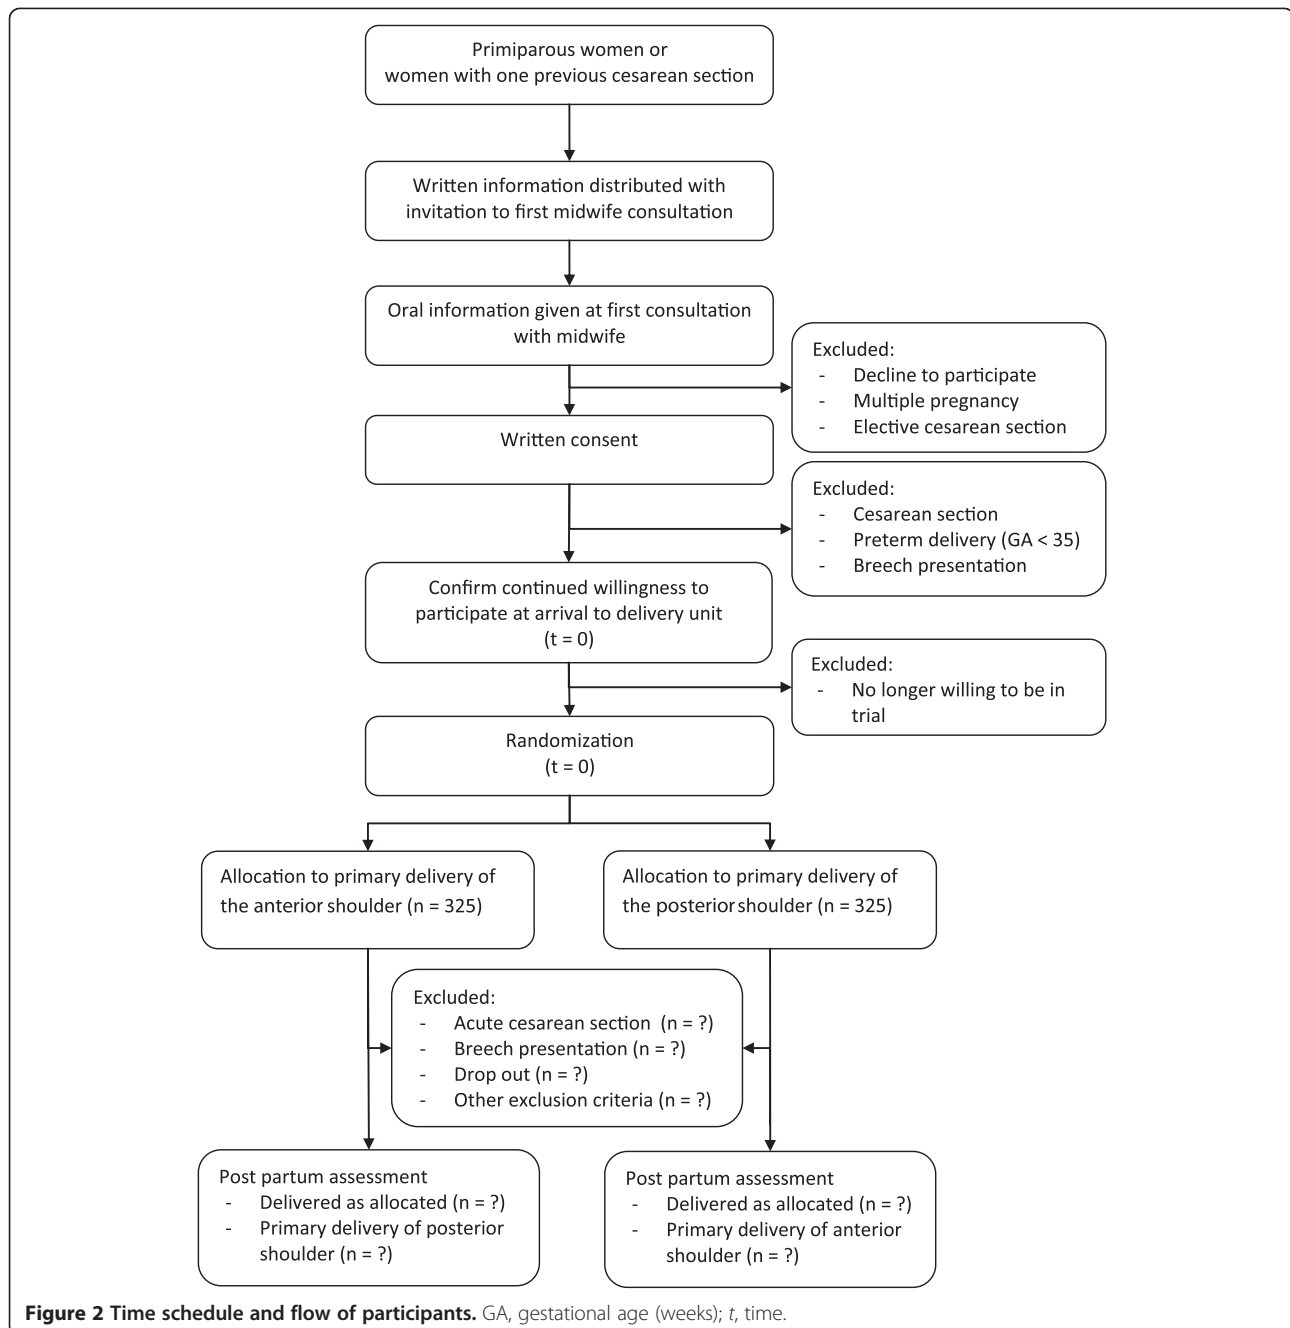 Primiparous women or
women with one previous cesarean section
Written information distributed with
invitation to first midwife consultation
Oral information given at first consultation
with midwife
Excluded:
- Decline to participate
- Multiple pregnancy
- Elective cesarean section
Written consent
Excluded:
- Cesarean section
- Preterm delivery (GA < 35)
- Breech presentation
Confirm continued willingness to
participate at arrival to delivery unit
(t = 0)
Excluded:
- No longer willing to be in
trial
Randomization
(t = 0)
Allocation to primary delivery of
the anterior shoulder (n = 325)
Allocation to primary delivery of
the posterior shoulder (n = 325)
Excluded:
- Acute cesarean section (n = ?)
- Breech presentation (n = ?)
- Drop out (n = ?)
- Other exclusion criteria (n = ?)
Post partum assessment
- Delivered as allocated (n = ?)
- Primary delivery of posterior
shoulder (n = ?)
Post partum assessment
- Delivered as allocated (n = ?)
- Primary delivery of anterior
shoulder (n = ?)
Figure 2 Time schedule and flow of participants. GA, gestational age (weeks); t, time.